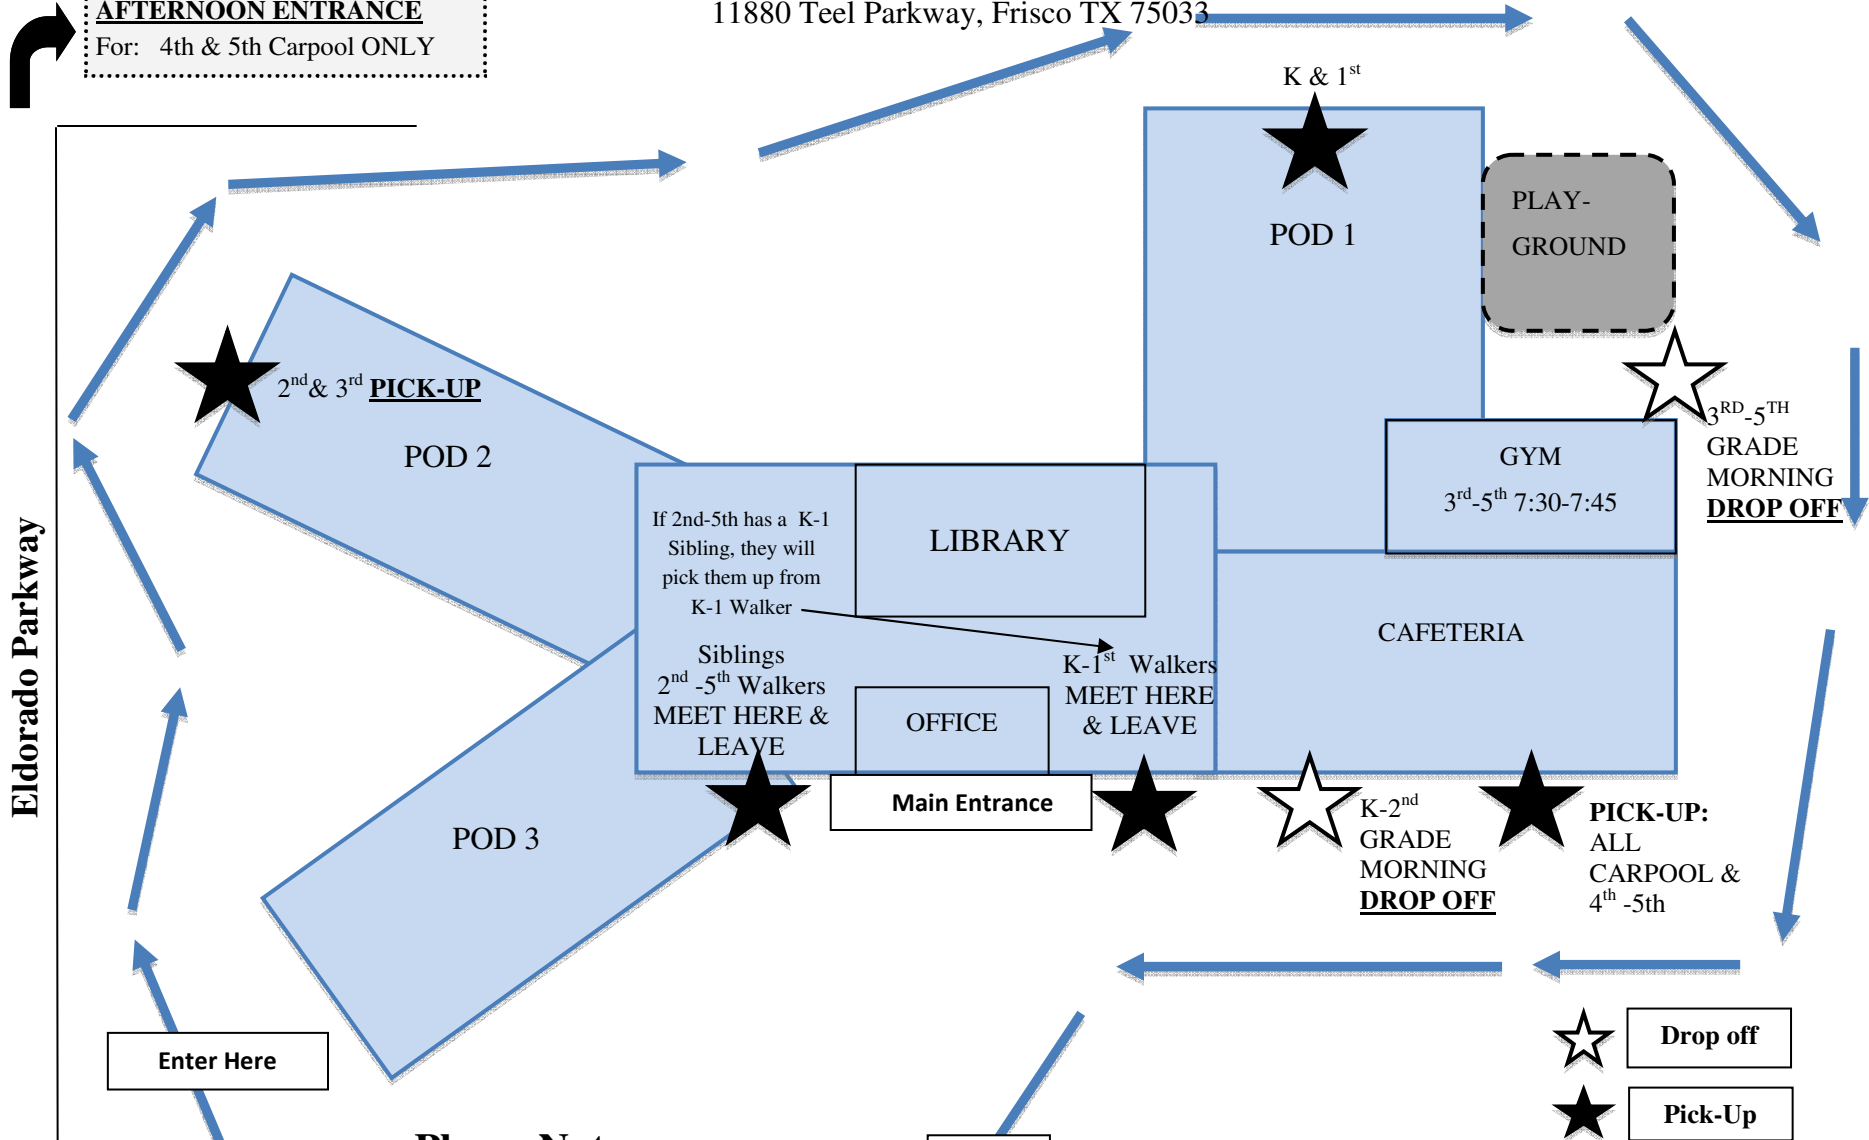 AFTERNOON ENTRANCE
For: 4th & 5th Carpool ONLY
11880 Teel Parkway, Frisco TX 75033
K & 1st
POD 1
PLAY-
GROUND
2nd& 3rd PICK-UP
POD 2
3RD-5TH
GRADE
MORNING
DROP OFF
GYM
3rd-5th 7:30-7:45
If 2nd-5th has a K-1
Sibling, they will
pick them up from
K-1 Walker
LIBRARY
Siblings
2nd -5th Walkers
MEET HERE &
LEAVE
K-1st Walkers
MEET HERE
& LEAVE
OFFICE
CAFETERIA
Eldorado Parkway
Main Entrance
POD 3
K-2nd
GRADE
MORNING
DROP OFF
PICK-UP:
ALL
CARPOOL &
4th -5th
Enter Here
Drop off
Pick-Up